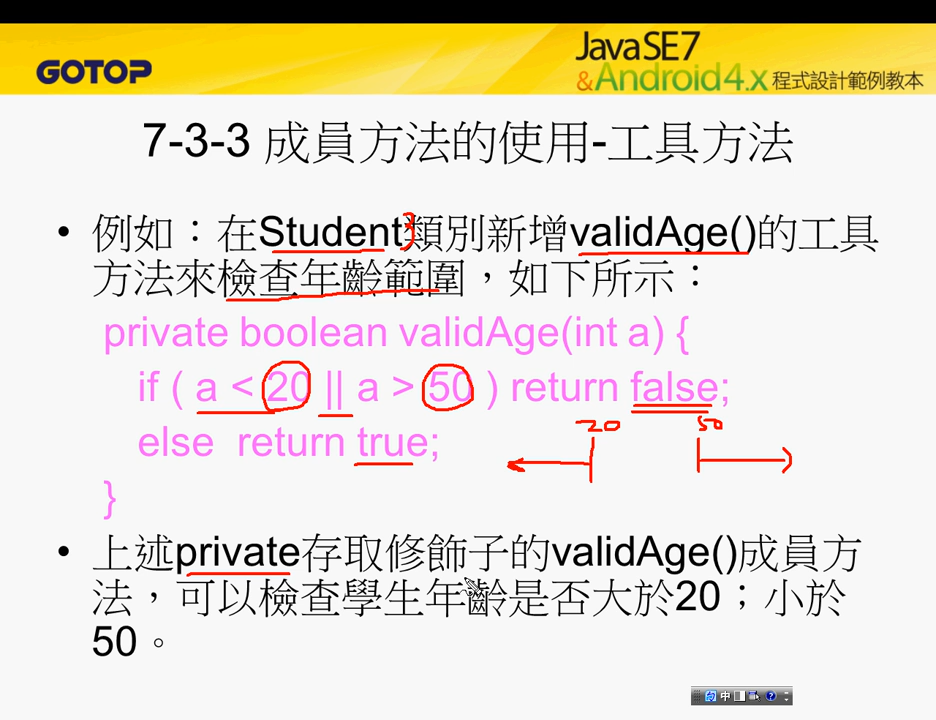 GOTOP
Java SE7
&Android4.x 程式設計範例教本
7-3-3 成員方法的使用-工具方法
• 例如：在Student類別新增validAge()的工具
方法來檢查年齡範圍，如下所示：
private boolean validAge(int a) {
if ( a < 20 || a > 50 ) return false;
else return true;
20 50
}
• 上述private存取修飾子的validAge()成員方
法，可以檢查學生年齡是否大於20；小於
50。
中